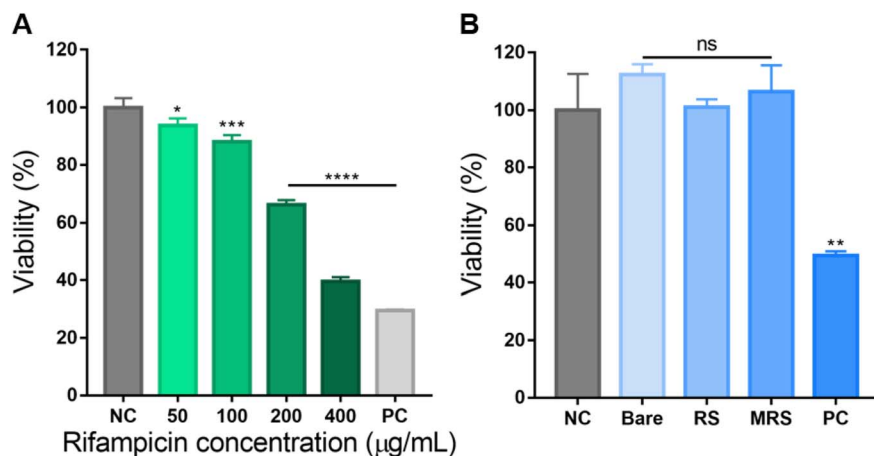 A
Viability (%)
120
100
80
60
40
20
0
*
***
****
NC 50 100 200 400 PC
Rifampicin concentration (μg/mL)
B
Viability (%)
120
100
80
60
40
20
0
ns
**
NC Bare RS MRS PC